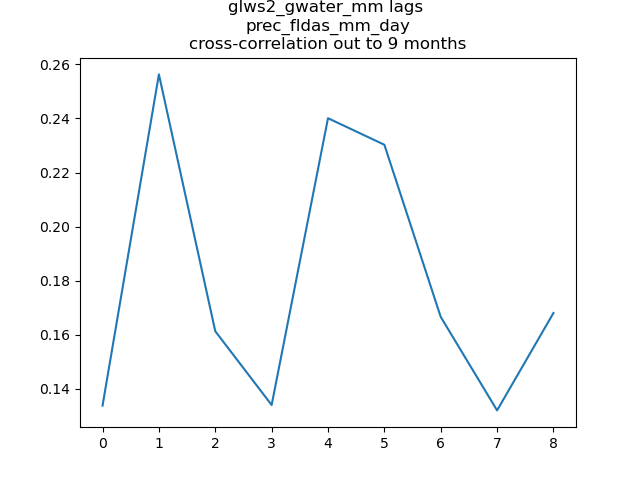 glws2_gwater_mm lags
prec_fldas_mm_day
cross-correlation out to 9 months
0.26
0.24
0.22
0.20
0.18
0.16
0.14
0 1 2 3 4 5 6 7 8